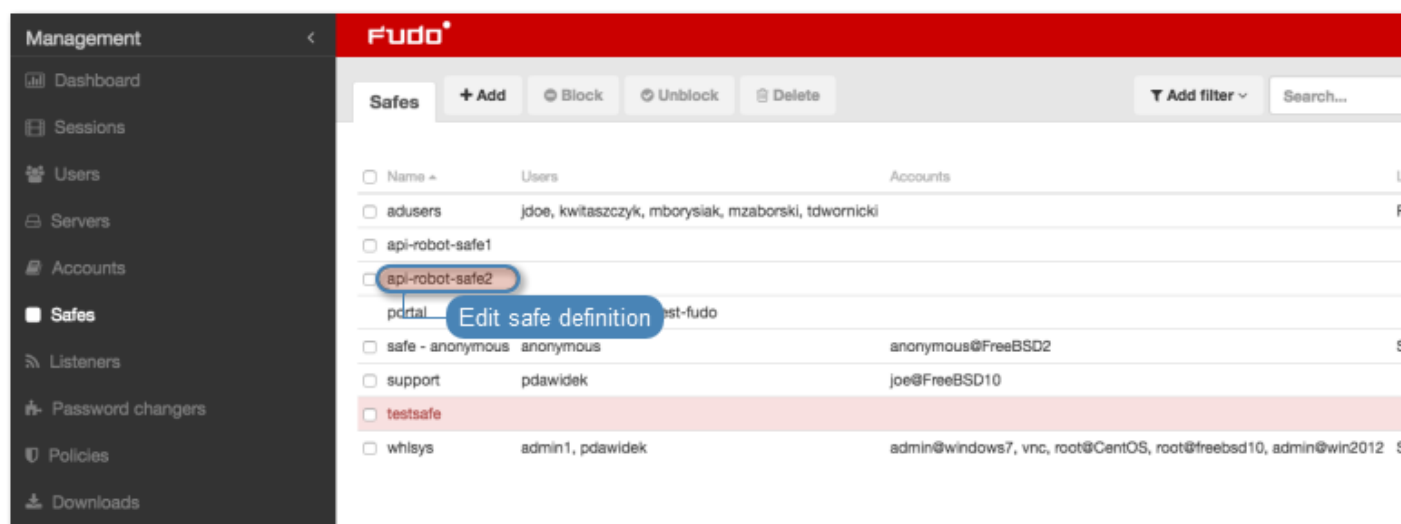 Management
Fudo
Dashboard
Sessions
Users
Servers
Accounts
Safes
Listeners
Password changers
Policies
Downloads
Safes + Add Block Unblock Delete Add filter Search...
Name Users Accounts
adusers jdoe, kwitaszczyk, mborysiak, mzaborski, tdwornicki
api-robot-safe1
api-robot-safe2
Edit safe definition
portal est-fudo
safe - anonymous anonymous anonymous@FreeBSD2
support pdawidek joe@FreeBSD10
testsafe
whlsys admin1, pdawidek admin@windows7, vnc, root@CentOS, root@freebsd10, admin@win2012